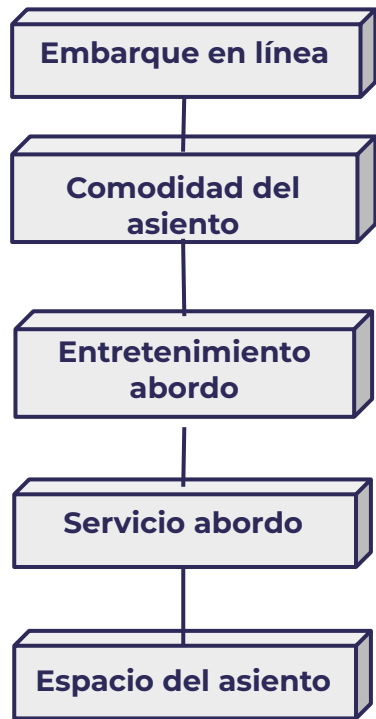 Embarque en línea
Comodidad del
asiento
Entretenimiento
abordo
Servicio abordo
Espacio del asiento